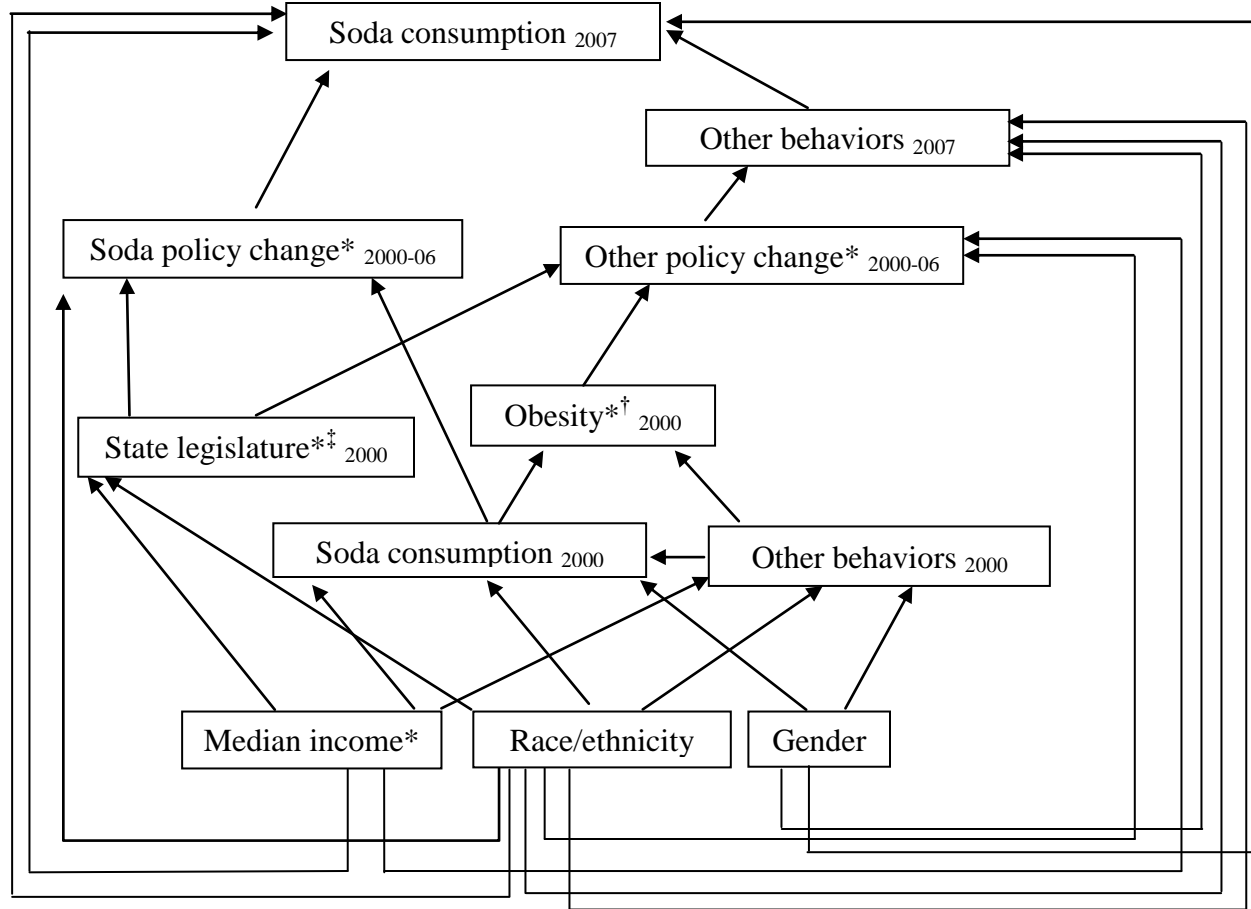 Soda consumption 2007
Other behaviors 2007
Soda policy change* 2000-06
Other policy change* 2000-06
Obesity*† 2000
State legislature*‡ 2000
Soda consumption 2000
Other behaviors 2000
Median income*
Race/ethnicity
Gender